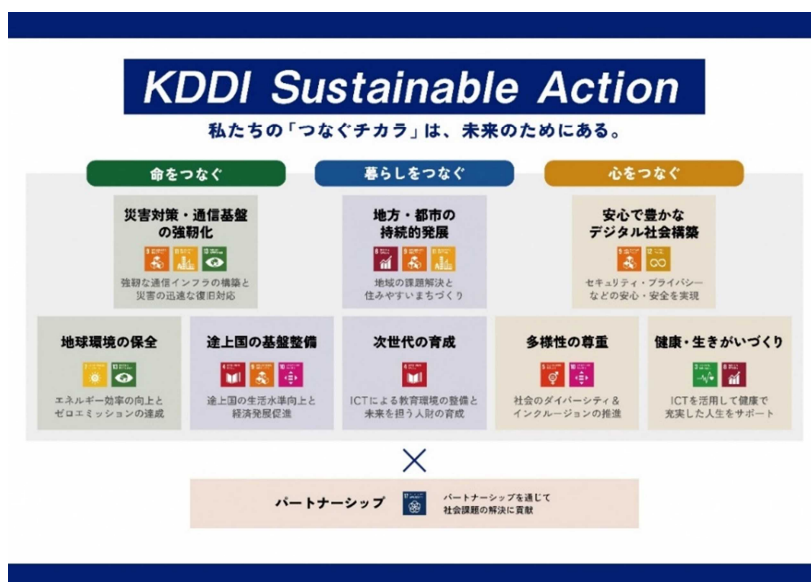 KDDI Sustainable Action
私たちの「つなぐチカラ」は、未来のためにある。
命をつなぐ
暮らしをつなぐ
心をつなぐ
災害対策・通信基盤
の強靭化
強靭な通信インフラの構築と
災害の迅速な復旧対応
地方・都市の
持続的発展
地域の課題解決と
住みやすいまちづくり
安心で豊かな
デジタル社会構築
セキュリティ・プライバシー
などの安心・安全を実現
地球環境の保全
エネルギー効率の向上と
ゼロエミッションの達成
途上国の基盤整備
途上国の生活水準向上と
経済発展促進
次世代の育成
ICTによる教育環境の整備と
未来を担う人財の育成
多様性の尊重
社会のダイバーシティ&
インクルージョンの推進
健康・生きがいづくり
ICTを活用して健康で
充実した人生をサポート
パートナーシップ
パートナーシップを通じて
社会課題の解決に貢献